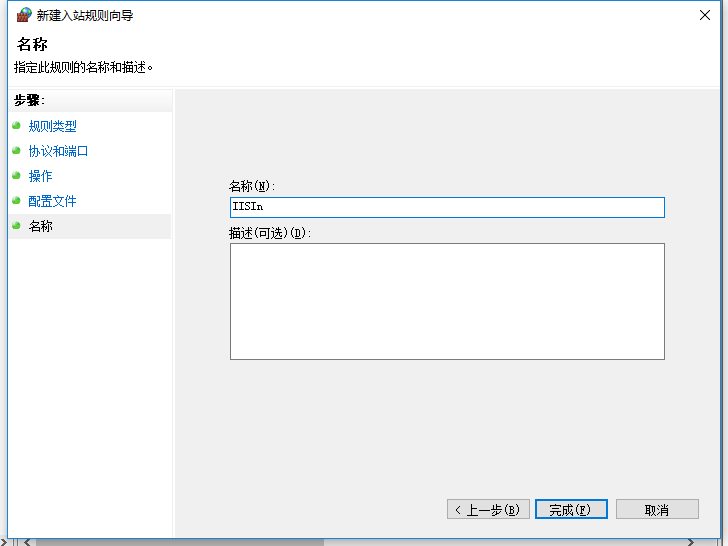 新建入站规则向导
名称
指定此规则的名称和描述。
步骤:
规则类型
协议和端口
操作
配置文件
名称
名称(N):
IISIn
描述(可选)(D):
< 上一步(B)
完成(F)
取消